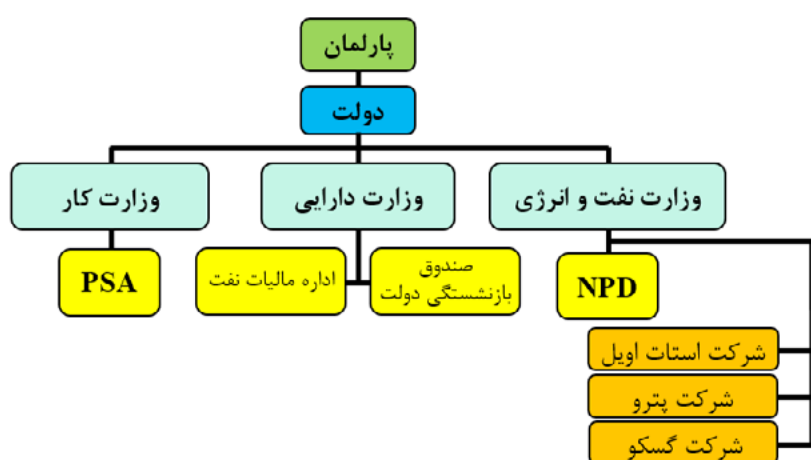 پارلمان
دولت
وزارت نفت و انرژی
وزارت دارایی
وزارت کار
NPD
صندوق
بازنشستگی دولت
اداره مالیات نفت
PSA
شرکت استات اویل
شرکت پترو
شرکت گسکو